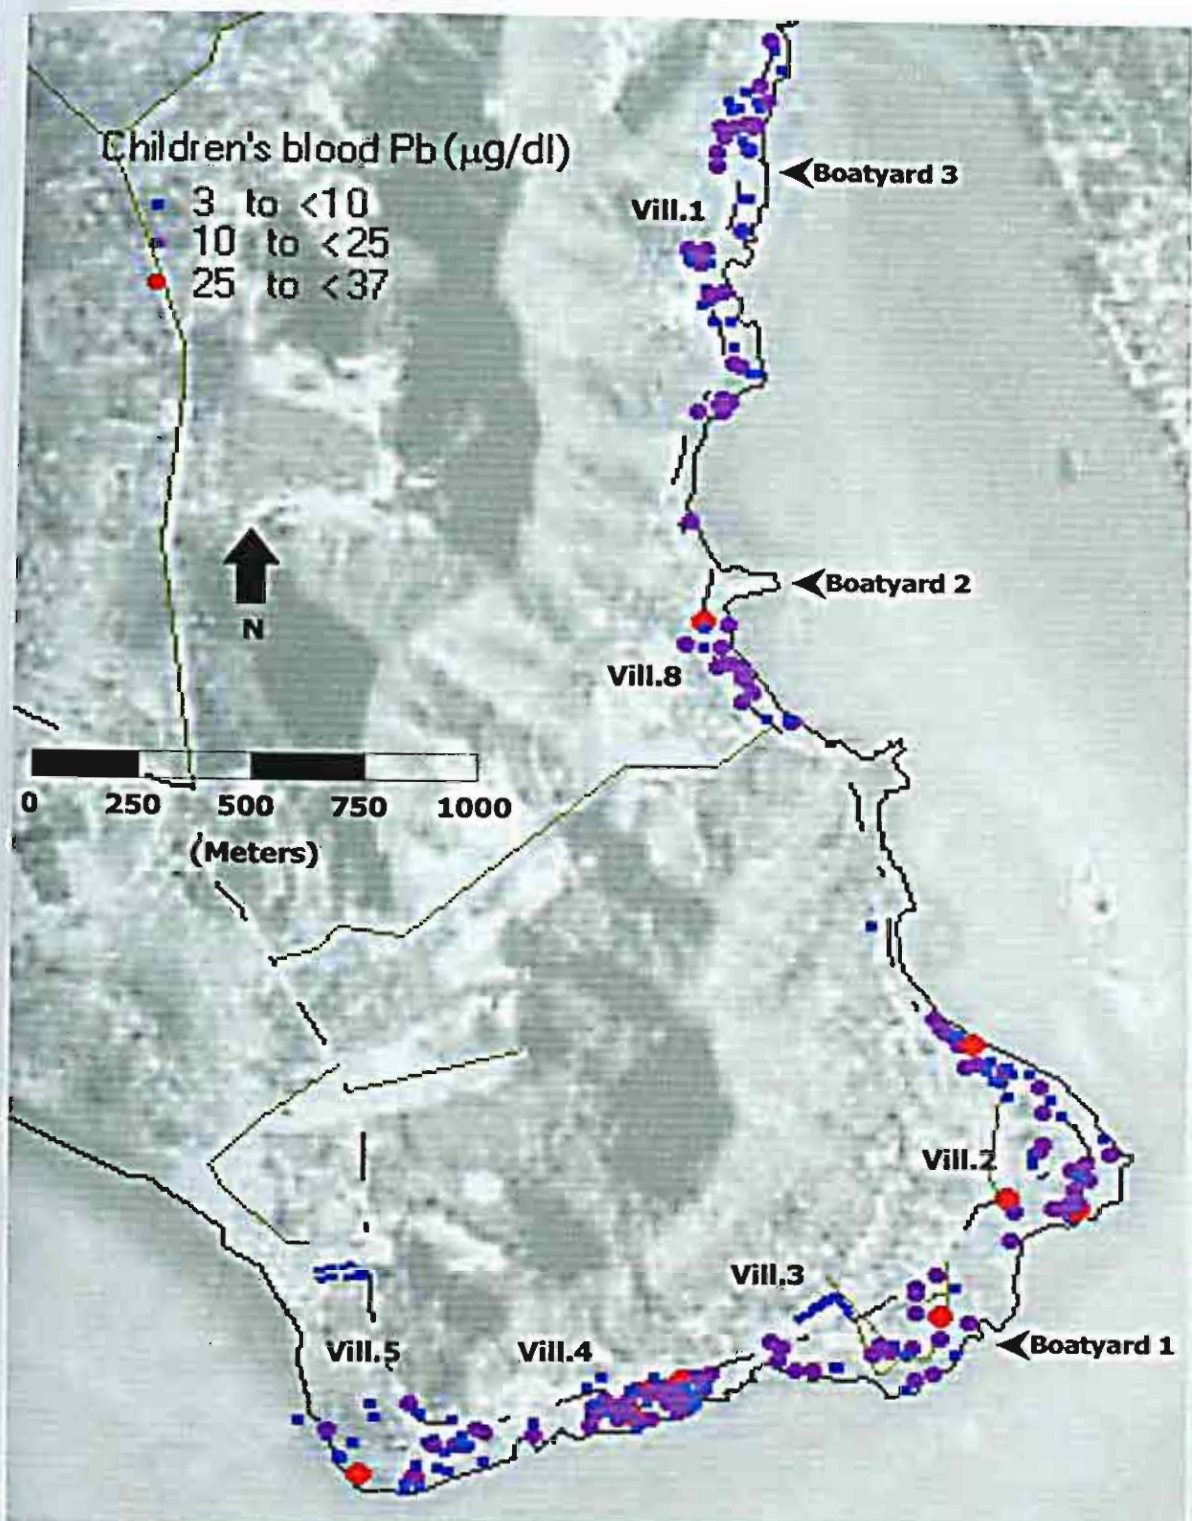 Children's blood Pb (µg/dl)
3 to <10
10 to <25
25 to <37
Boatyard 3
Vill.1
Boatyard 2
N
Vill.8
0 250 500 750 1000
(Meters)
Vill.2
Vill.3
Boatyard 1
Vill.5
Vill.4